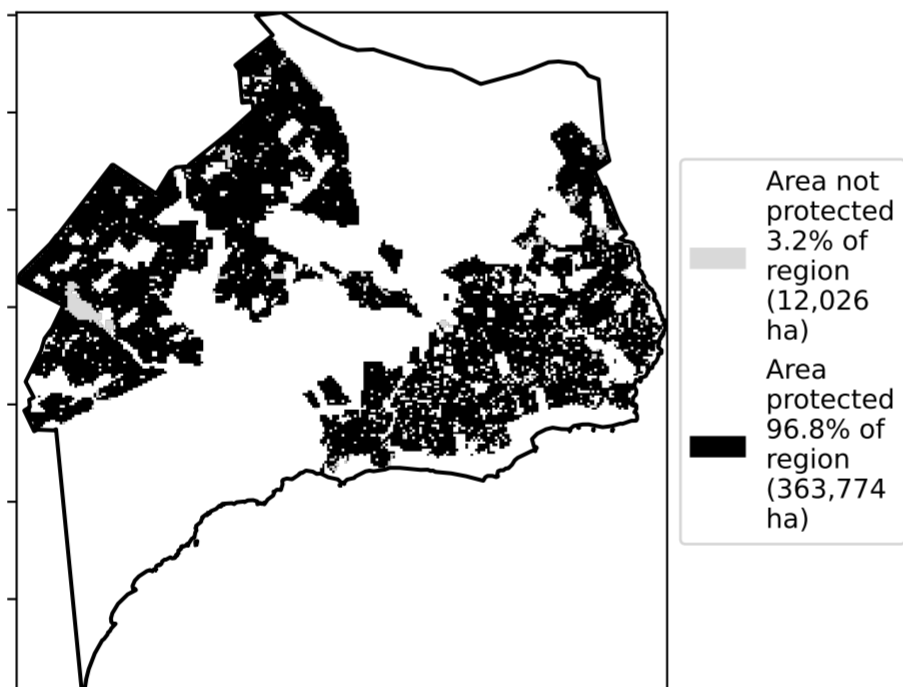 Area not
protected
3.2% of
region
(12,026
ha)
Area
protected
96.8% of
region
(363,774
ha)